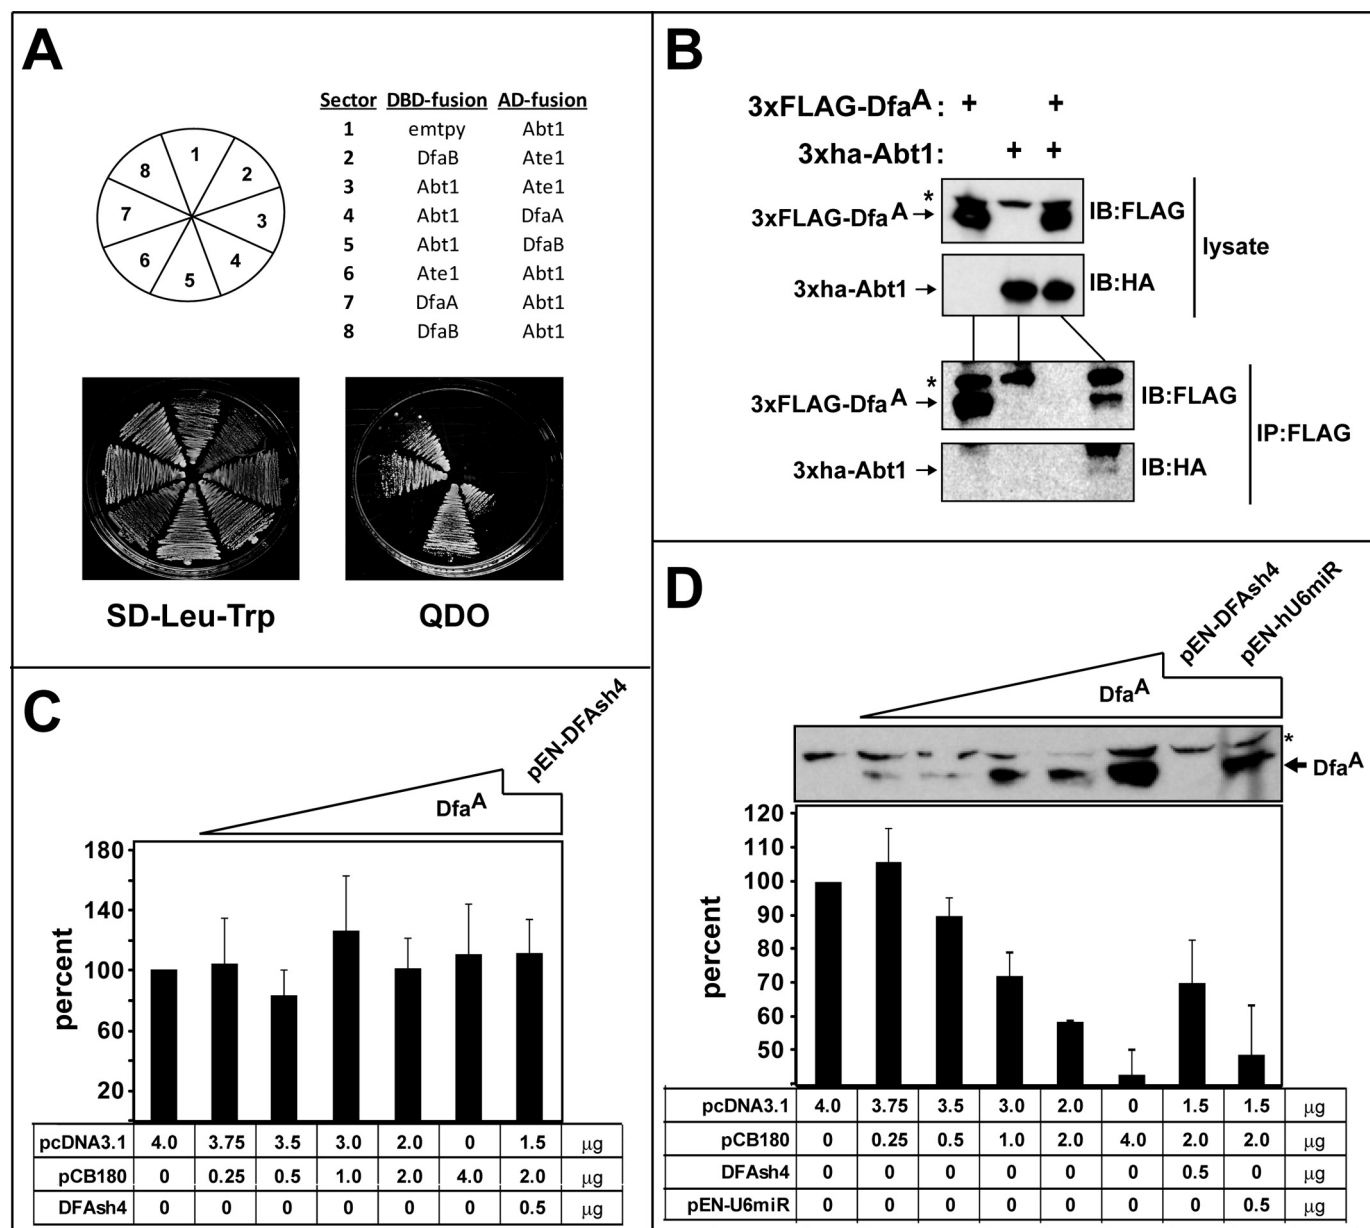 A
Sector DBD-fusion AD-fusion
1 emtpy Abt1
2 DfaB Ate1
3 Abt1 Ate1
4 Abt1 DfaA
5 Abt1 DfaB
6 Ate1 Abt1
7 DfaA Abt1
8 DfaB Abt1
1
2
3
4
5
6
7
8
SD-Leu-Trp
QDO
B
3xFLAG-DfaA : + +
3xha-Abt1: + +
*
3xFLAG-DfaA → IB:FLAG
3xha-Abt1 → IB:HA
lysate
*
3xFLAG-DfaA → IB:FLAG
3xha-Abt1 → IB:HA
IP:FLAG
C
pEN-DFAsh4
DfaA
percent
180
140
100
60
20
pcDNA3.1 4.0 3.75 3.5 3.0 2.0 0 1.5 µg
pCB180 0 0.25 0.5 1.0 2.0 4.0 2.0 µg
DFAsh4 0 0 0 0 0 0 0.5 µg
D
pEN-DFAsh4
pEN-hU6miR
DfaA
*
DfaA
percent
120
110
100
90
80
70
60
50
pcDNA3.1 4.0 3.75 3.5 3.0 2.0 0 1.5 1.5 µg
pCB180 0 0.25 0.5 1.0 2.0 4.0 2.0 2.0 µg
DFAsh4 0 0 0 0 0 0 0.5 0 µg
pEN-U6miR 0 0 0 0 0 0 0 0.5 µg